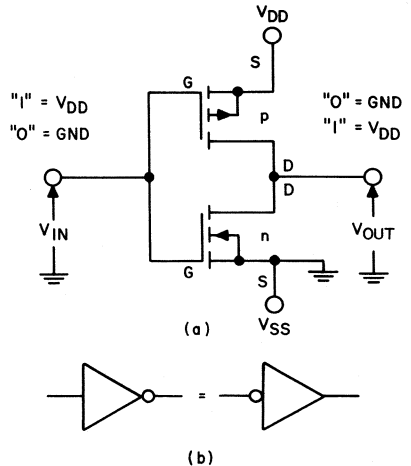 VDD
S
G
"1" = VDD
"0" = GND
p
"0" = GND
"1" = VDD
D
D
VIN
n
VOUT
G
S
(a)
VSS
=
(b)